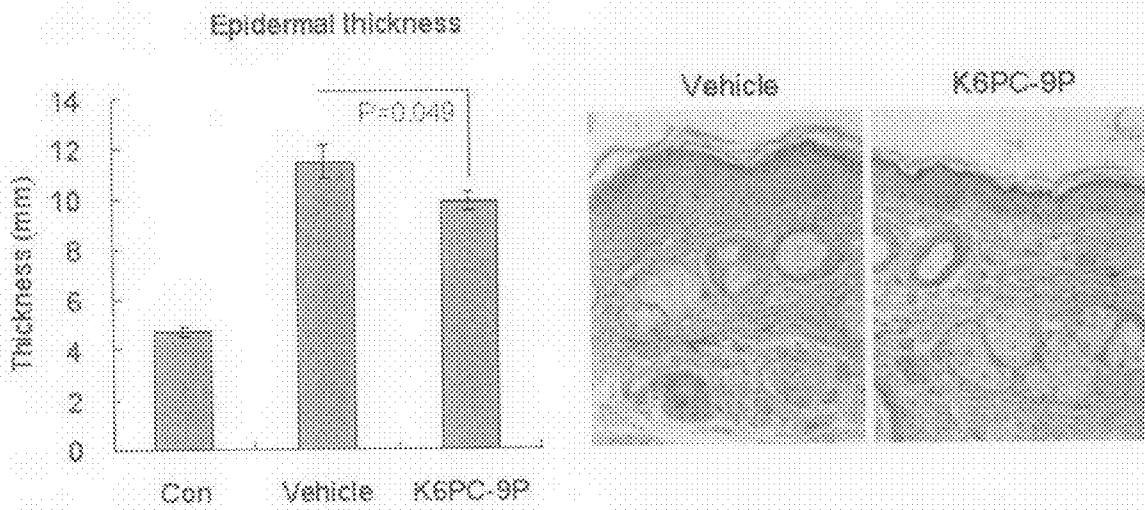 Epidermal thickness
Thickness (mm)
14
12
10
8
6
4
2
0
P=0.049
Con
Vehicle
K6PC-9P
Vehicle
K6PC-9P